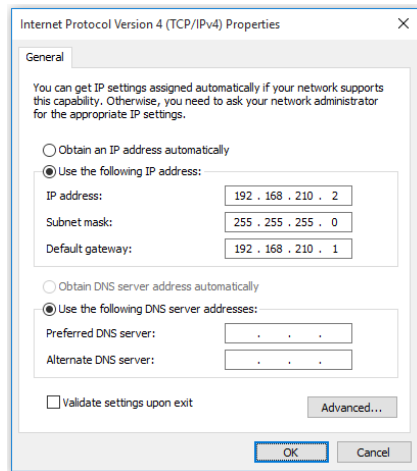 Internet Protocol Version 4 (TCP/IPv4) Properties
General
You can get IP settings assigned automatically if your network supports
this capability. Otherwise, you need to ask your network administrator
for the appropriate IP settings.
Obtain an IP address automatically
Use the following IP address:
IP address: 192 . 168 . 210 . 2
Subnet mask: 255 . 255 . 255 . 0
Default gateway: 192 . 168 . 210 . 1
Obtain DNS server address automatically
Use the following DNS server addresses:
Preferred DNS server: . . .
Alternate DNS server: . . .
Validate settings upon exit
Advanced...
OK Cancel